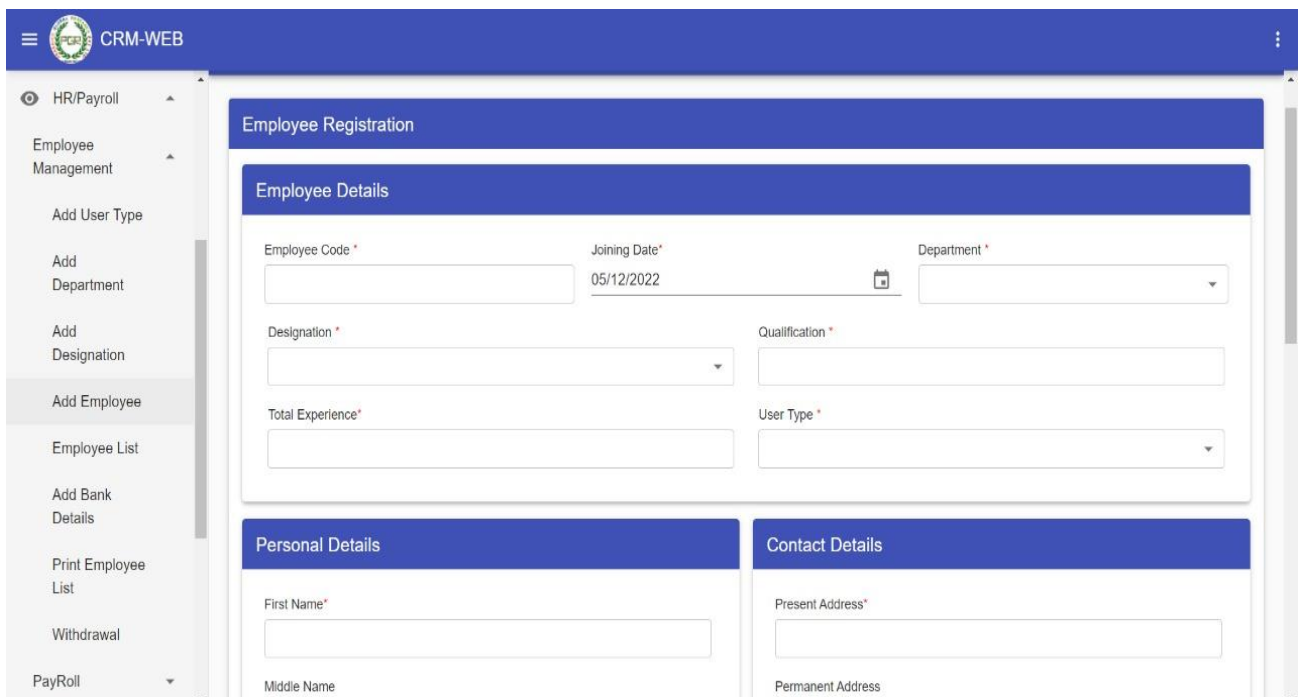 CRM-WEB
PGR
HR/Payroll
Employee
Management
Add User Type
Add
Department
Add
Designation
Add Employee
Employee List
Add Bank
Details
Print Employee
List
Withdrawal
PayRoll
Employee Registration
Employee Details
Employee Code * Joining Date* Department *
05/12/2022
Designation * Qualification *
Total Experience* User Type *
Personal Details
First Name*
Middle Name
Contact Details
Present Address*
Permanent Address